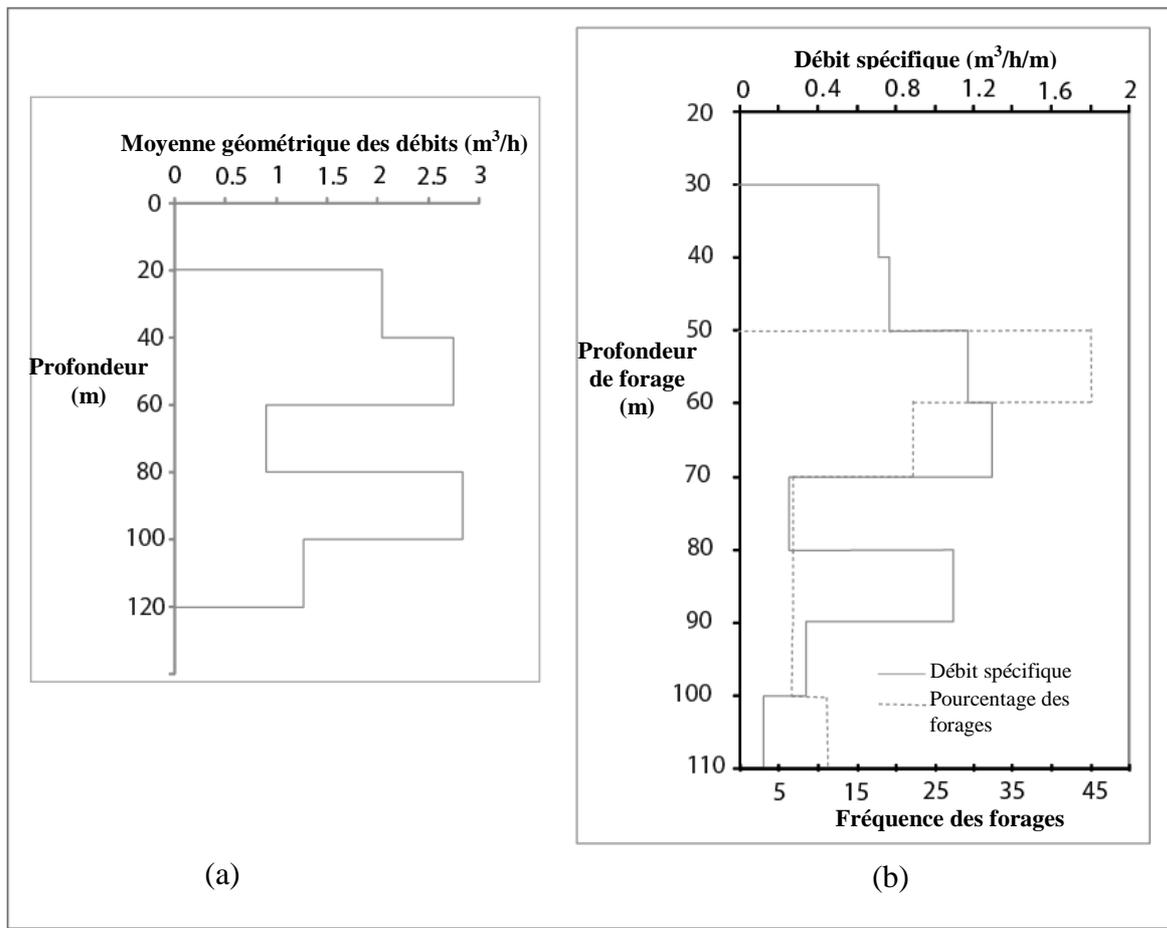 Moyenne géométrique des débits (m³/h)
0 0.5 1 1.5 2 2.5 3
0
20
40
60
80
100
120
Profondeur
(m)
(a)
Débit spécifique (m³/h/m)
0 0.4 0.8 1.2 1.6 2
20
30
40
50
60
70
80
90
100
110
Profondeur
de forage
(m)
Débit spécifique
Pourcentage des
forages
5 15 25 35 45
Fréquence des forages
(b)